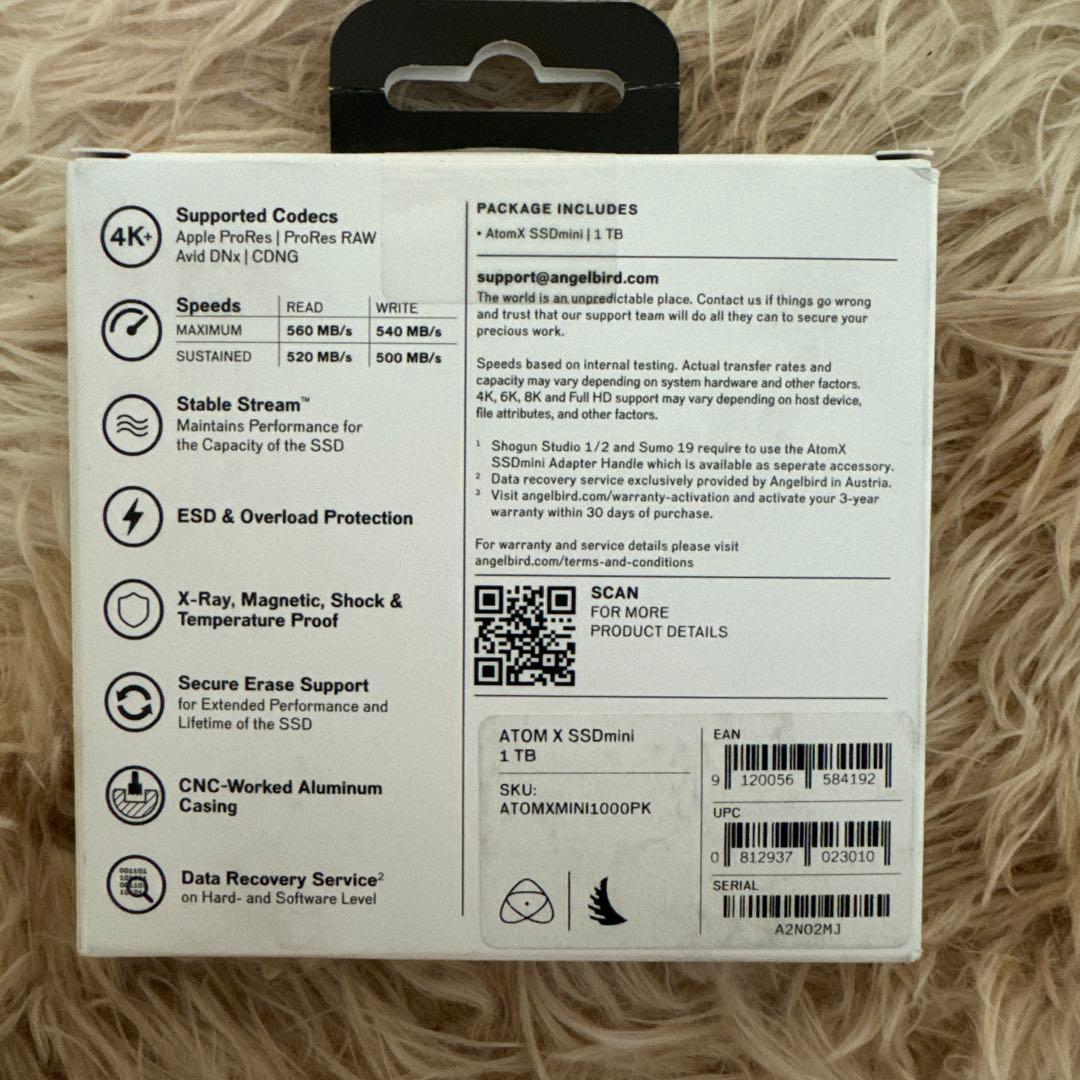 4K+
Supported Codecs
Apple ProRes | ProRes RAW
Avid DNx | CDNG
Speeds READ WRITE
MAXIMUM 560 MB/s 540 MB/s
SUSTAINED 520 MB/s 500 MB/s
Stable Stream™
Maintains Performance for
the Capacity of the SSD
ESD & Overload Protection
X-Ray, Magnetic, Shock &
Temperature Proof
Secure Erase Support
for Extended Performance and
Lifetime of the SSD
CNC-Worked Aluminum
Casing
Data Recovery Service²
on Hard- and Software Level
PACKAGE INCLUDES
• AtomX SSDmini | 1 TB
support@angelbird.com
The world is an unpredictable place. Contact us if things go wrong
and trust that our support team will do all they can to secure your
precious work.
Speeds based on internal testing. Actual transfer rates and
capacity may vary depending on system hardware and other factors.
4K, 6K, 8K and Full HD support may vary depending on host device,
file attributes, and other factors.
¹ Shogun Studio 1/2 and Sumo 19 require to use the AtomX
SSDmini Adapter Handle which is available as seperate accessory.
² Data recovery service exclusively provided by Angelbird in Austria.
³ Visit angelbird.com/warranty-activation and activate your 3-year
warranty within 30 days of purchase.
For warranty and service details please visit
angelbird.com/terms-and-conditions
SCAN
FOR MORE
PRODUCT DETAILS
ATOM X SSDmini
1 TB
SKU:
ATOMXMINI1000PK
EAN
9 120056 584192
UPC
0 812937 023010
SERIAL
A2N02MJ